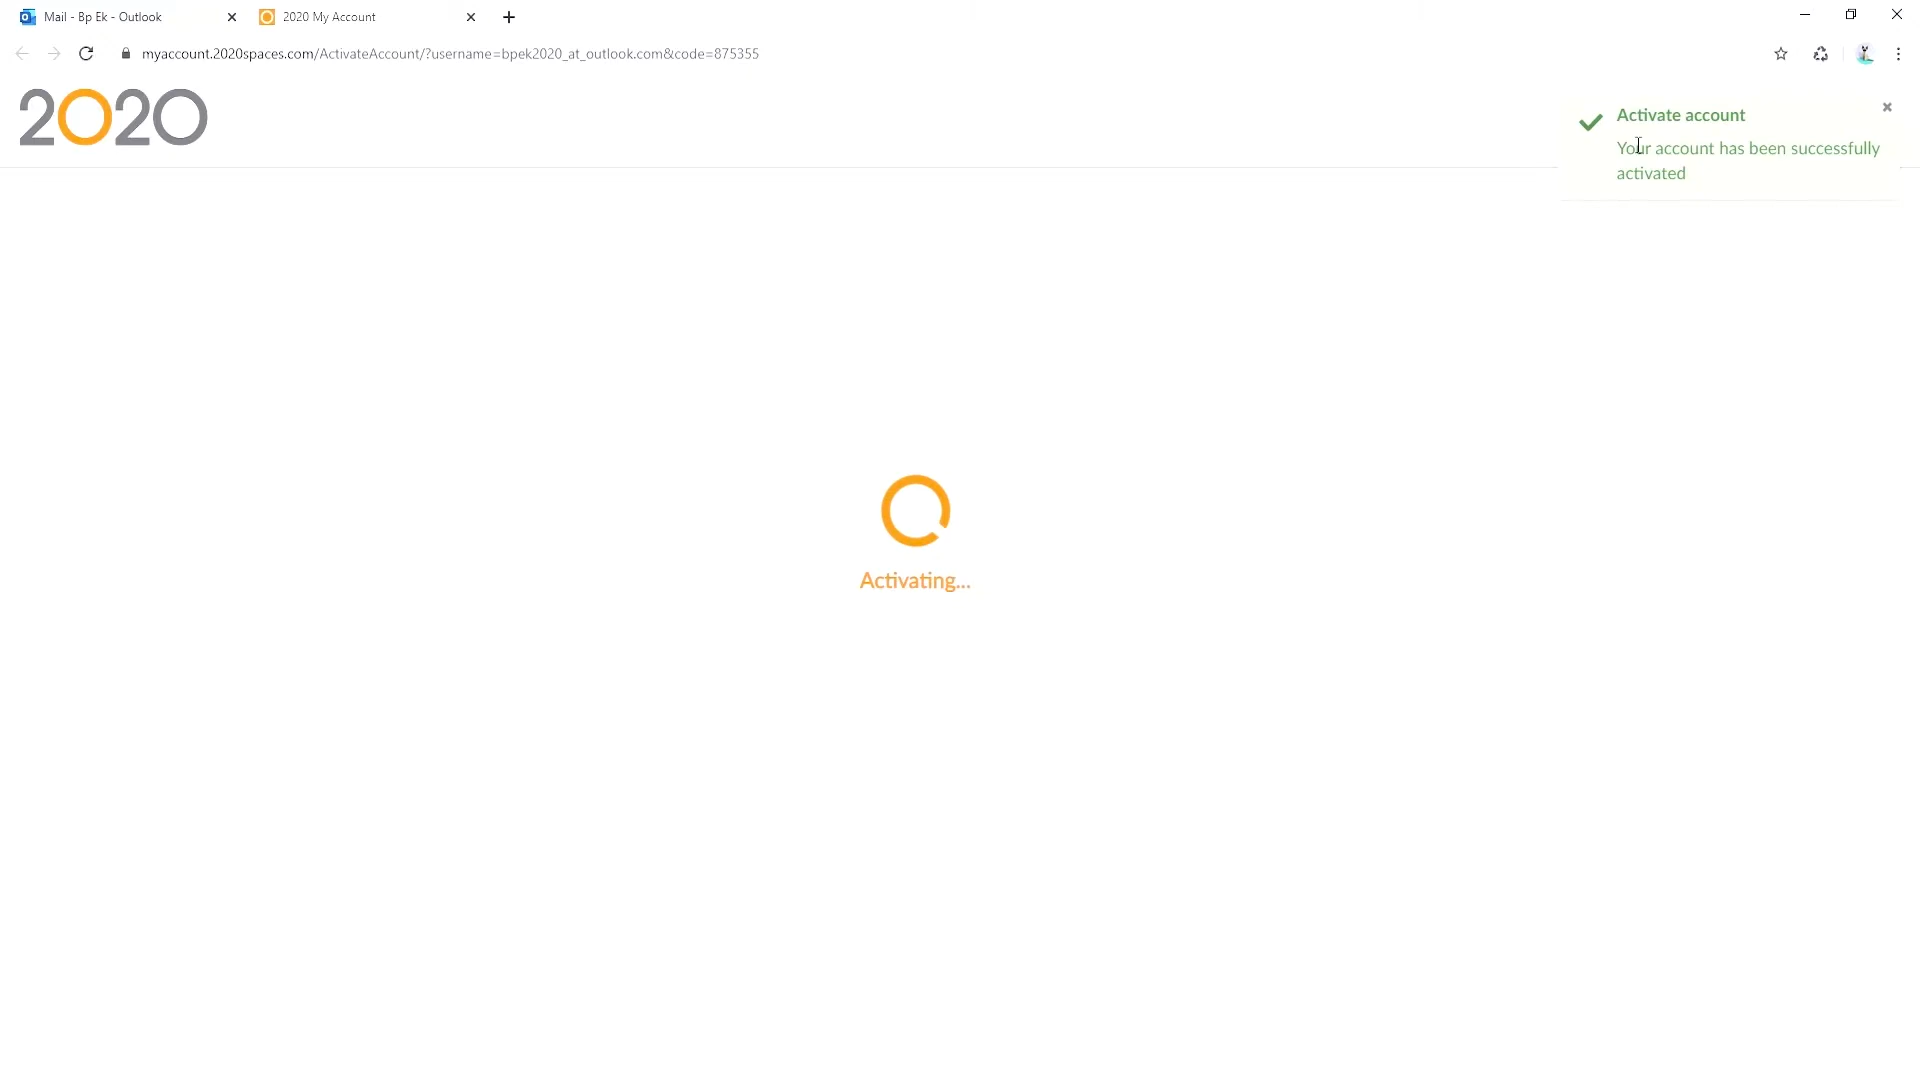 Mail - Bp Ek - Outlook
2020 My Account
myaccount.2020spaces.com/ActivateAccount/?username=bpek2020_at_outlook.com&code=875355
2020
Activate account
Your account has been successfully
activated
Activating...